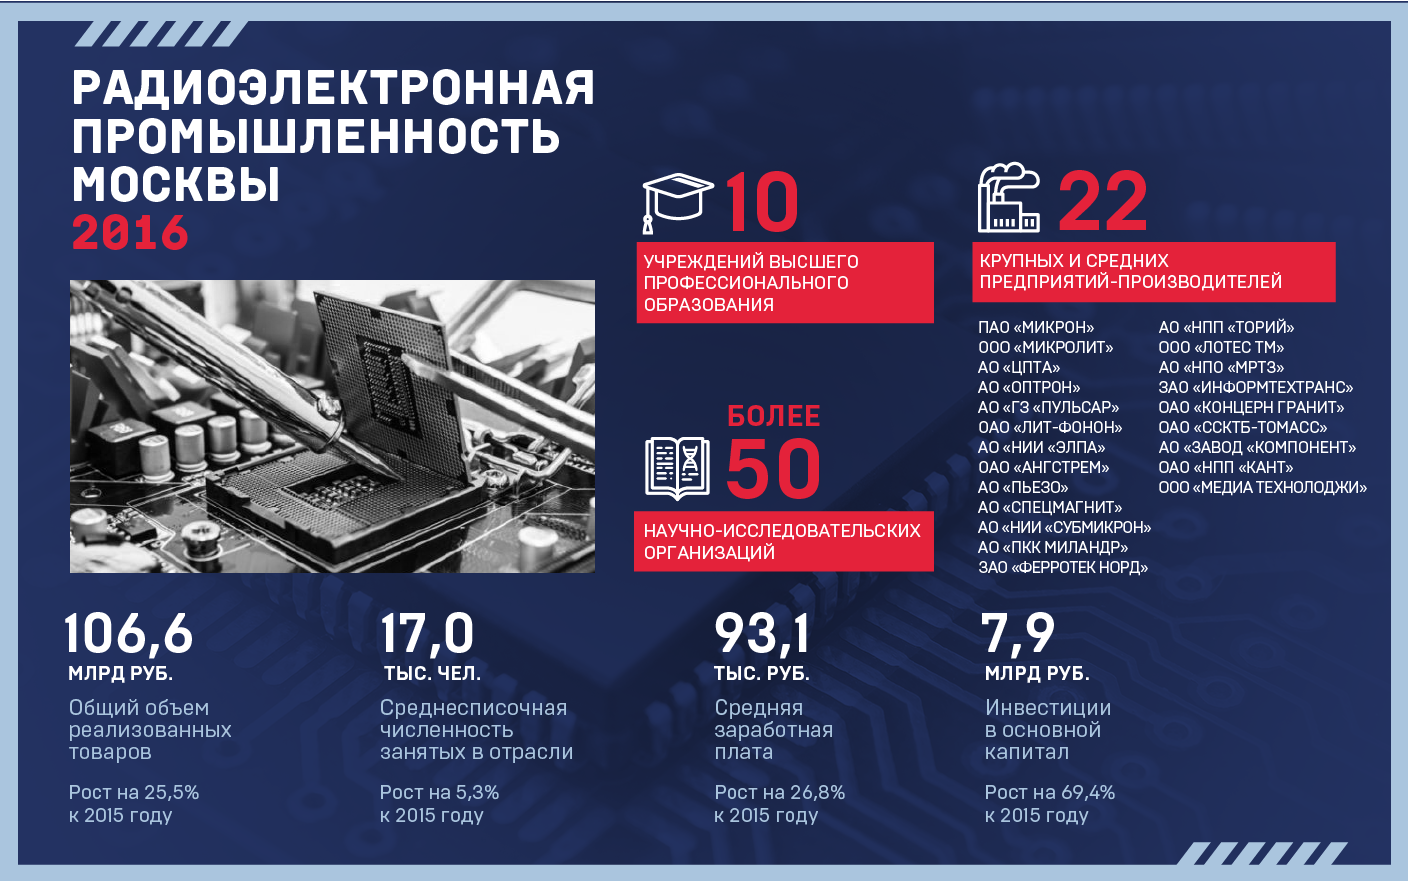 РАДИОЭЛЕКТРОННАЯ
ПРОМЫШЛЕННОСТЬ
МОСКВЫ
2016
10
УЧРЕЖДЕНИЙ ВЫСШЕГО
ПРОФЕССИОНАЛЬНОГО
ОБРАЗОВАНИЯ
БОЛЕЕ
50
НАУЧНО-ИССЛЕДОВАТЕЛЬСКИХ
ОРГАНИЗАЦИЙ
22
КРУПНЫХ И СРЕДНИХ
ПРЕДПРИЯТИЙ-ПРОИЗВОДИТЕЛЕЙ
ПАО «МИКРОН»
ООО «МИКРОЛИТ»
АО «ЦПТА»
АО «ОПТРОН»
АО «ГЗ «ПУЛЬСАР»
ОАО «ЛИТ-ФОНОН»
АО «НИИ «ЭЛПА»
ОАО «АНГСТРЕМ»
АО «ПЬЕЗО»
АО «СПЕЦМАГНИТ»
АО «НИИ «СУБМИКРОН»
АО «ПКК МИЛАНДР»
ЗАО «ФЕРРОТЕК НОРД»
АО «НПП «ТОРИЙ»
ООО «ЛОТЕС ТМ»
АО «НПО «МРТЗ»
ЗАО «ИНФОРМТЕХТРАНС»
ОАО «КОНЦЕРН ГРАНИТ»
ОАО «ССКТБ-ТОМАСС»
АО «ЗАВОД «КОМПОНЕНТ»
ОАО «НПП «КАНТ»
ООО «МЕДИА ТЕХНОЛОДЖИ»
106,6
МЛРД РУБ.
Общий объем
реализованных
товаров
Рост на 25,5%
к 2015 году
17,0
ТЫС. ЧЕЛ.
Среднесписочная
численность
занятых в отрасли
Рост на 5,3%
к 2015 году
93,1
ТЫС. РУБ.
Средняя
заработная
плата
Рост на 26,8%
к 2015 году
7,9
МЛРД РУБ.
Инвестиции
в основной
капитал
Рост на 69,4%
к 2015 году